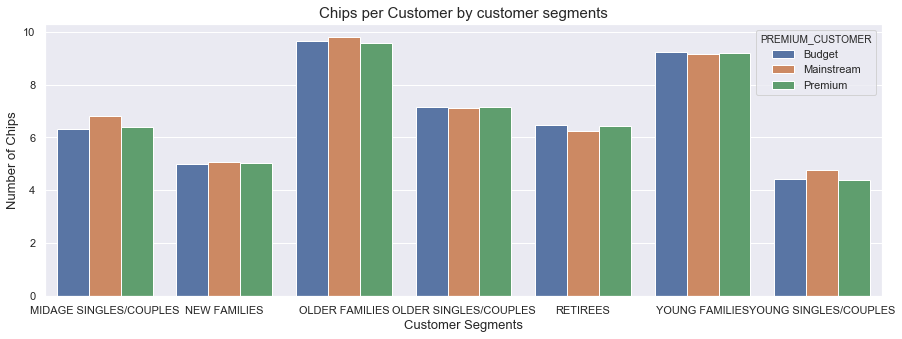 Chips per Customer by customer segments
PREMIUM_CUSTOMER
Budget
Mainstream
Premium
Number of Chips
10
8
6
4
2
0
MIDAGE SINGLES/COUPLES NEW FAMILIES OLDER FAMILIES OLDER SINGLES/COUPLES RETIREES YOUNG FAMILIES YOUNG SINGLES/COUPLES
Customer Segments